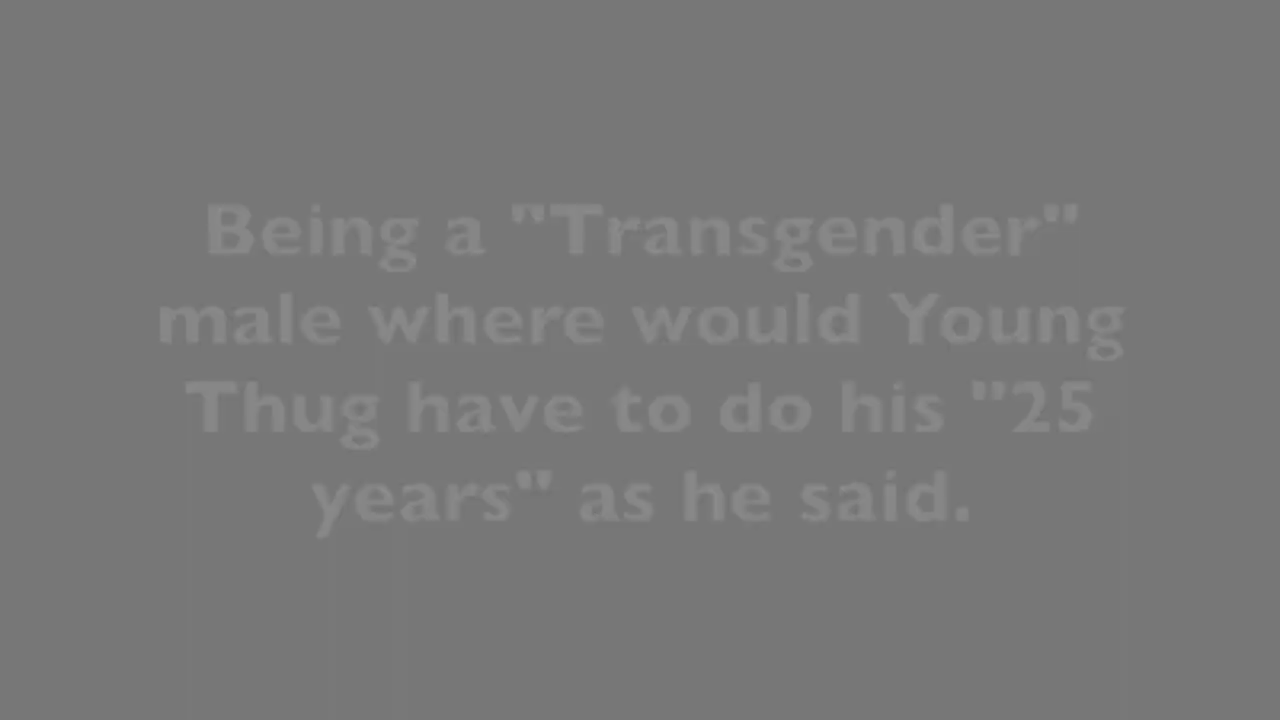 Being a "Transgender"
male where would Young
Thug have to do his "25
years" as he said.